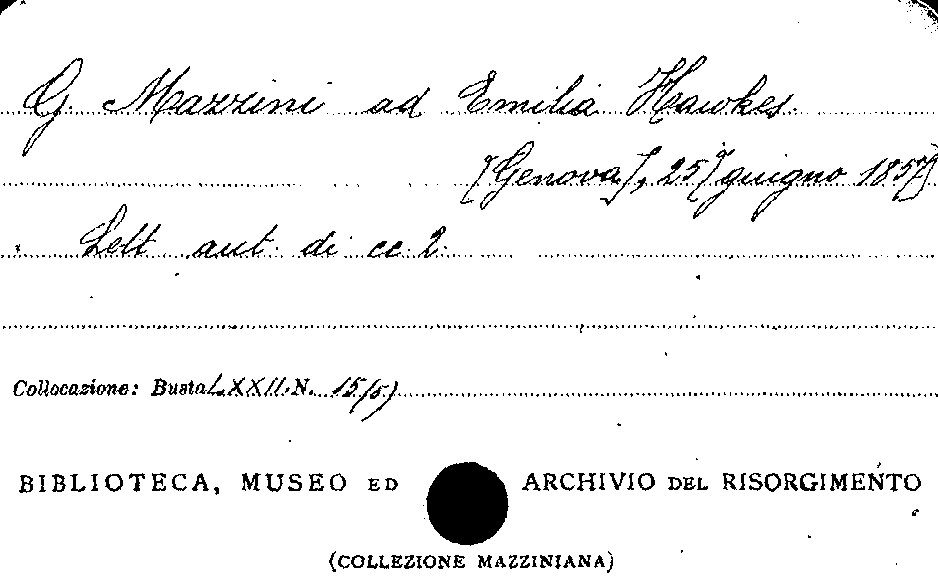 G. Mazzini ad Emilia Hawkes.
[Genova], 25[giugno 1857]
Lett. aut. di cc. 2.
Collocazione: Busta LXXII. N. 15(5)
BIBLIOTECA, MUSEO ED ARCHIVIO DEL RISORGIMENTO
(COLLEZIONE MAZZINIANA)